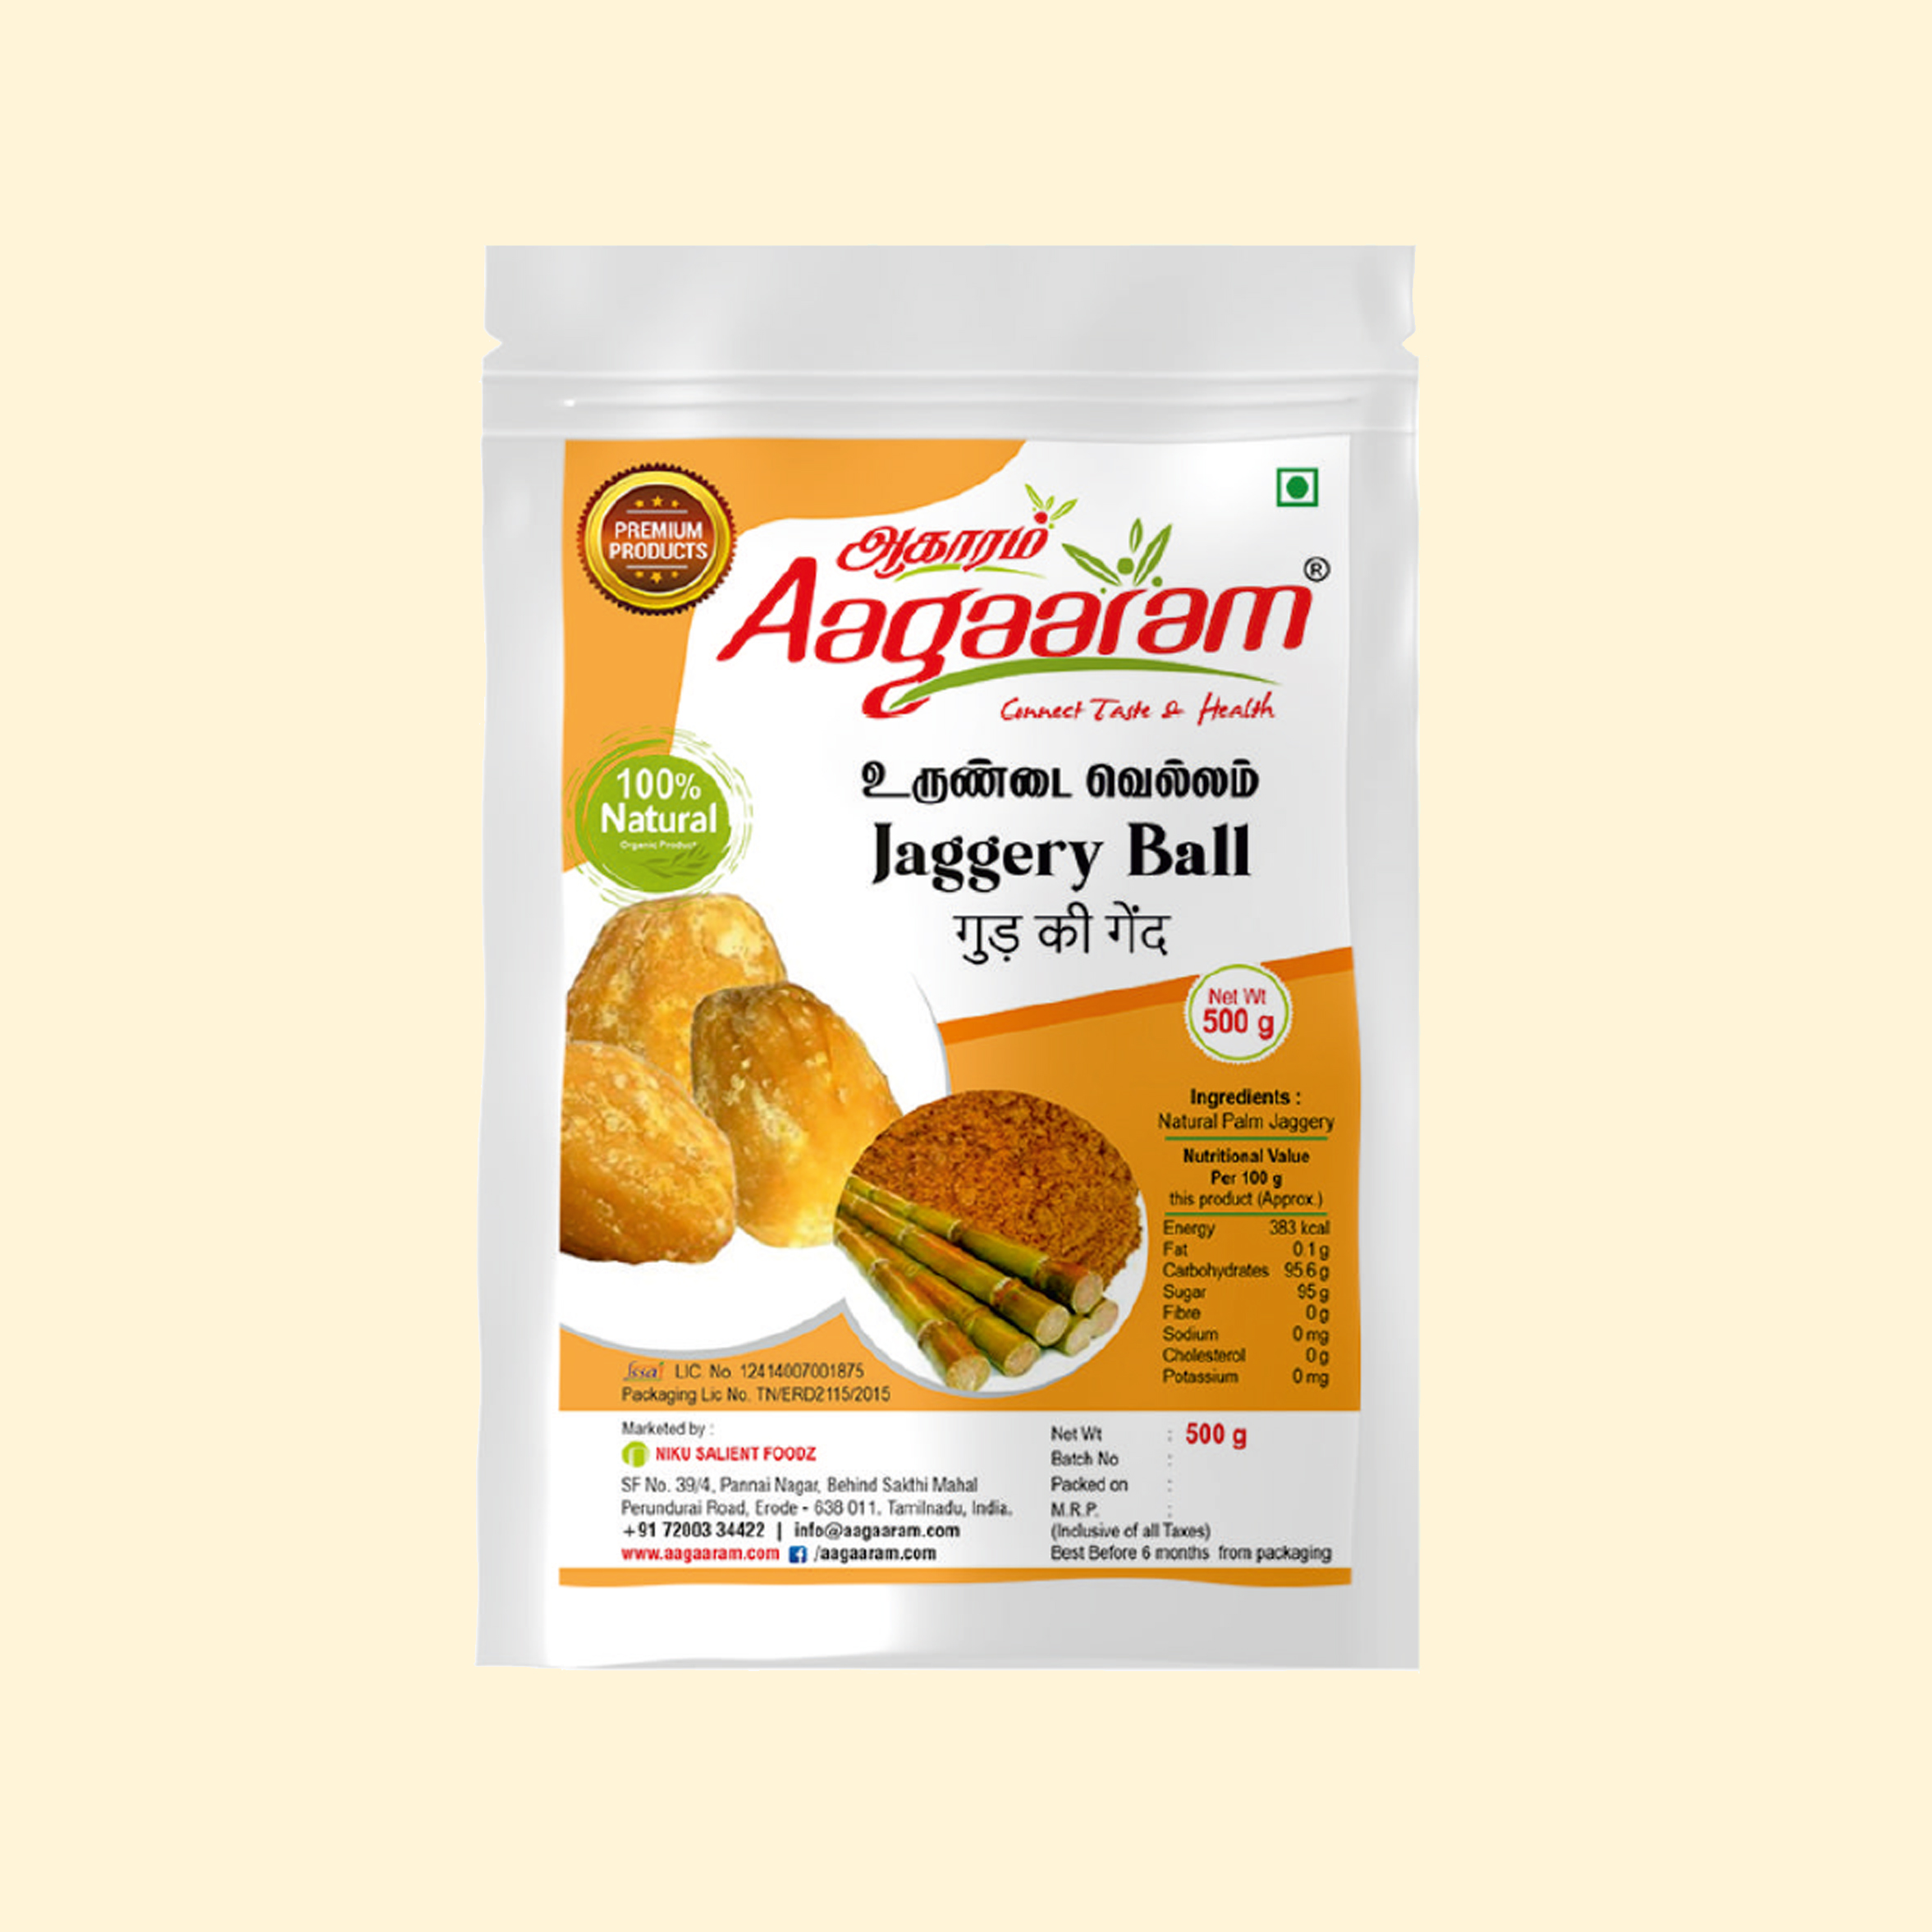 PREMIUM
PRODUCTS
ஆகாரம்
Aagaaram®
Connect Taste & Health
100%
Natural
Organic Product
உருண்டை வெல்லம்
Jaggery Ball
गुड़ की गेंद
Net Wt
500 g
Ingredients :
Natural Palm Jaggery
Nutritional Value
Per 100 g
this product (Approx.)
Energy 383 kcal
Fat 0.1 g
Carbohydrates 95.6 g
Sugar 95 g
Fibre 0 g
Sodium 0 mg
Cholesterol 0 g
Potassium 0 mg
fssai LIC. No. 12414007001875
Packaging Lic No. TN/ERD2115/2015
Marketed by :
NIKU SALIENT FOODZ
SF No. 39/4, Pannai Nagar, Behind Sakthi Mahal
Perundurai Road, Erode - 638 011. Tamilnadu, India.
+91 72003 34422 | info@aagaaram.com
www.aagaaram.com f /aagaaram.com
Net Wt : 500 g
Batch No :
Packed on :
M.R.P. :
(Inclusive of all Taxes)
Best Before 6 months from packaging